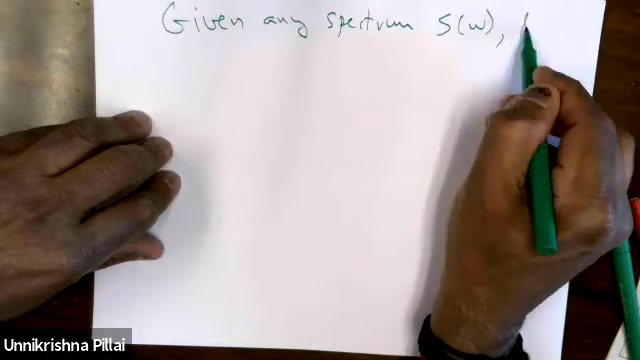 Given any spectrum S(ω),
Unnikrishna Pillai